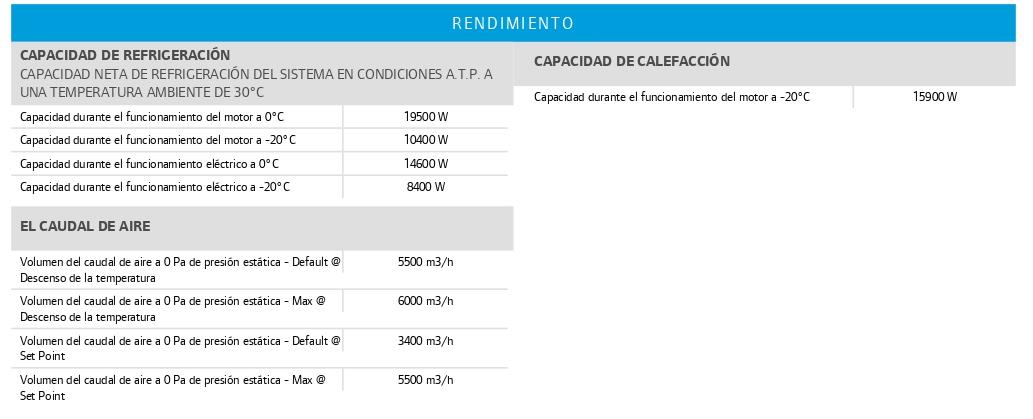 RENDIMIENTO
CAPACIDAD DE REFRIGERACIÓN
CAPACIDAD NETA DE REFRIGERACIÓN DEL SISTEMA EN CONDICIONES A.T.P. A
UNA TEMPERATURA AMBIENTE DE 30°C
Capacidad durante el funcionamiento del motor a 0°C 19500 W
Capacidad durante el funcionamiento del motor a -20°C 10400 W
Capacidad durante el funcionamiento eléctrico a 0°C 14600 W
Capacidad durante el funcionamiento eléctrico a -20°C 8400 W
EL CAUDAL DE AIRE
Volumen del caudal de aire a 0 Pa de presión estática - Default @ 5500 m3/h
Descenso de la temperatura
Volumen del caudal de aire a 0 Pa de presión estática - Max @ 6000 m3/h
Descenso de la temperatura
Volumen del caudal de aire a 0 Pa de presión estática - Default @ 3400 m3/h
Set Point
Volumen del caudal de aire a 0 Pa de presión estática - Max @ 5500 m3/h
Set Point
CAPACIDAD DE CALEFACCIÓN
Capacidad durante el funcionamiento del motor a -20°C 15900 W